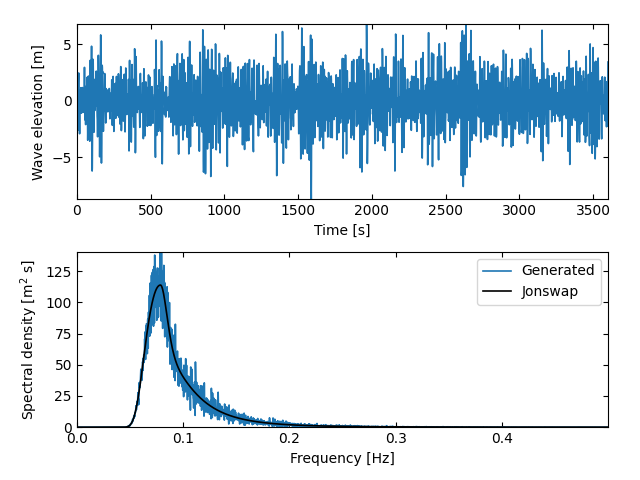 Wave elevation [m]
5
0
−5
0 500 1000 1500 2000 2500 3000 3500
Time [s]
Spectral density [m² s]
125
100
75
50
25
0
Generated
Jonswap
0.0 0.1 0.2 0.3 0.4
Frequency [Hz]